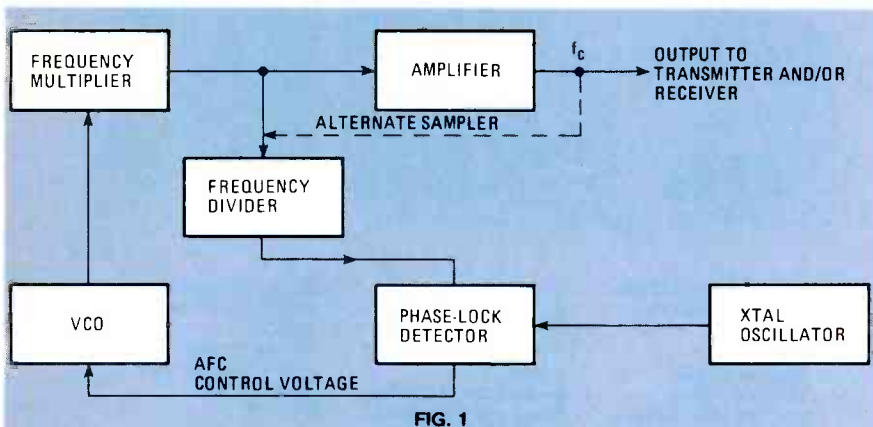 FREQUENCY
MULTIPLIER
AMPLIFIER
fc
OUTPUT TO
TRANSMITTER AND/OR
RECEIVER
ALTERNATE SAMPLER
FREQUENCY
DIVIDER
VCO
PHASE-LOCK
DETECTOR
XTAL
OSCILLATOR
AFC
CONTROL VOLTAGE
FIG. 1